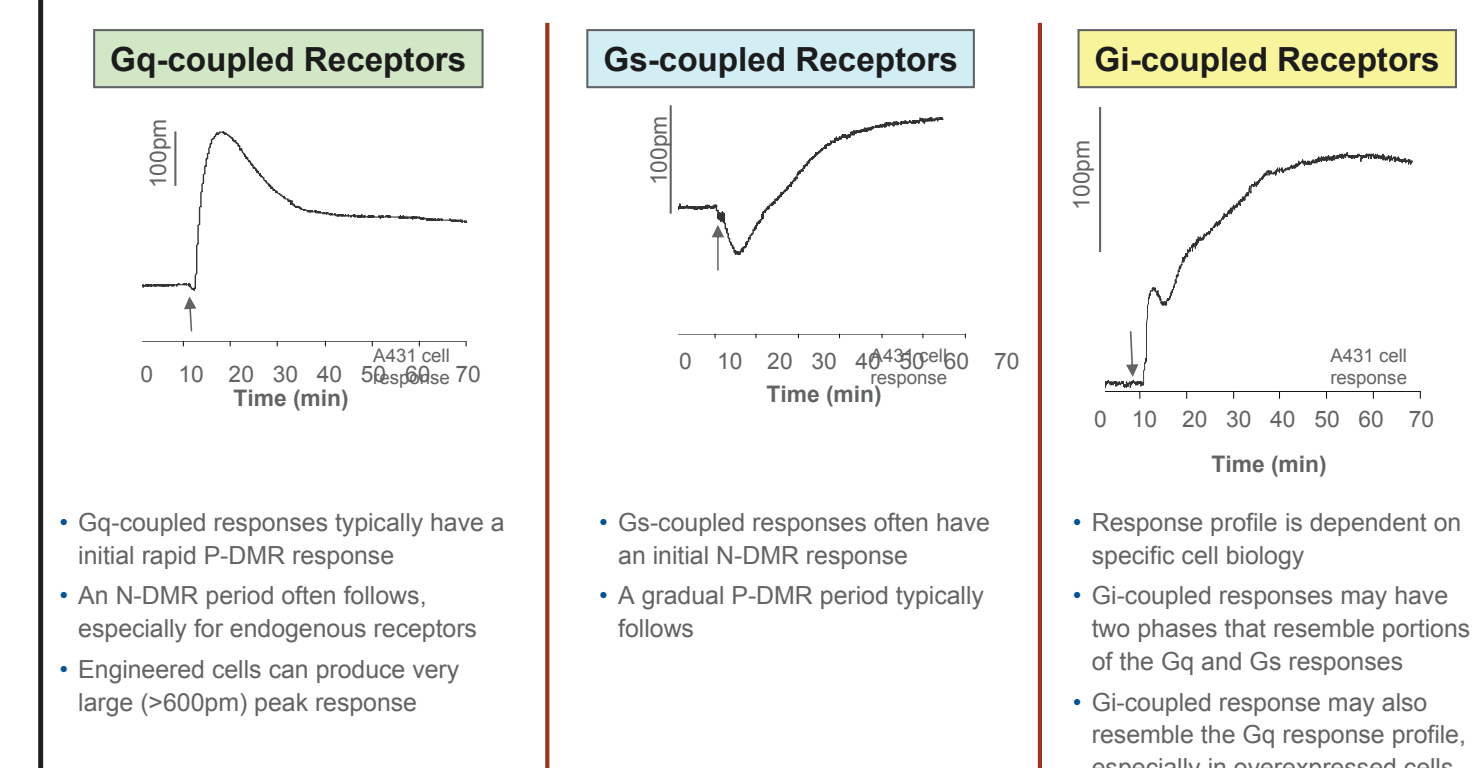 Gq-coupled Receptors
100pm
A431 cell
response
0 10 20 30 40 50 60 70
Time (min)
• Gq-coupled responses typically have a
initial rapid P-DMR response
• An N-DMR period often follows,
especially for endogenous receptors
• Engineered cells can produce very
large (>600pm) peak response
Gs-coupled Receptors
100pm
A431 cell
response
0 10 20 30 40 50 60 70
Time (min)
• Gs-coupled responses often have
an initial N-DMR response
• A gradual P-DMR period typically
follows
Gi-coupled Receptors
100pm
A431 cell
response
0 10 20 30 40 50 60 70
Time (min)
• Response profile is dependent on
specific cell biology
• Gi-coupled responses may have
two phases that resemble portions
of the Gq and Gs responses
• Gi-coupled response may also
resemble the Gq response profile,
especially in overexpressed cells